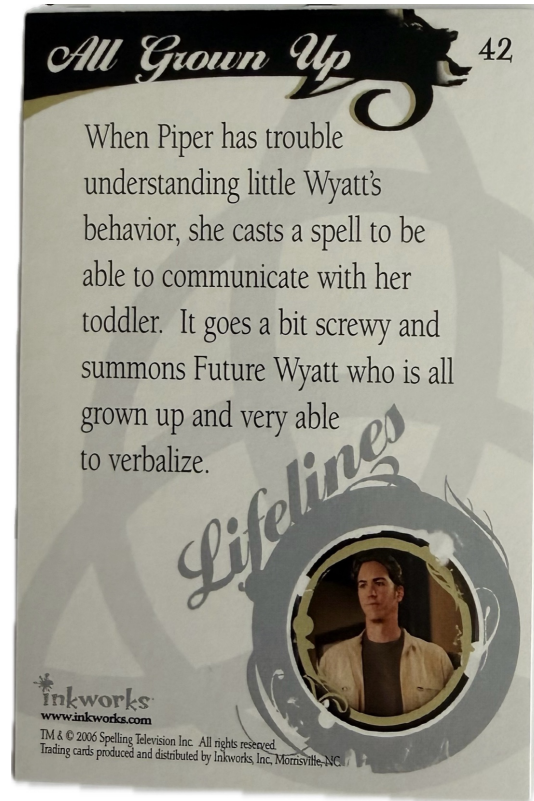 All Grown Up
42
When Piper has trouble
understanding little Wyatt's
behavior, she casts a spell to be
able to communicate with her
toddler. It goes a bit screwy and
summons Future Wyatt who is all
grown up and very able
to verbalize.
Lifelines
inkworks
www.inkworks.com
TM & © 2006 Spelling Television Inc. All rights reserved.
Trading cards produced and distributed by Inkworks, Inc, Morrisville, NC